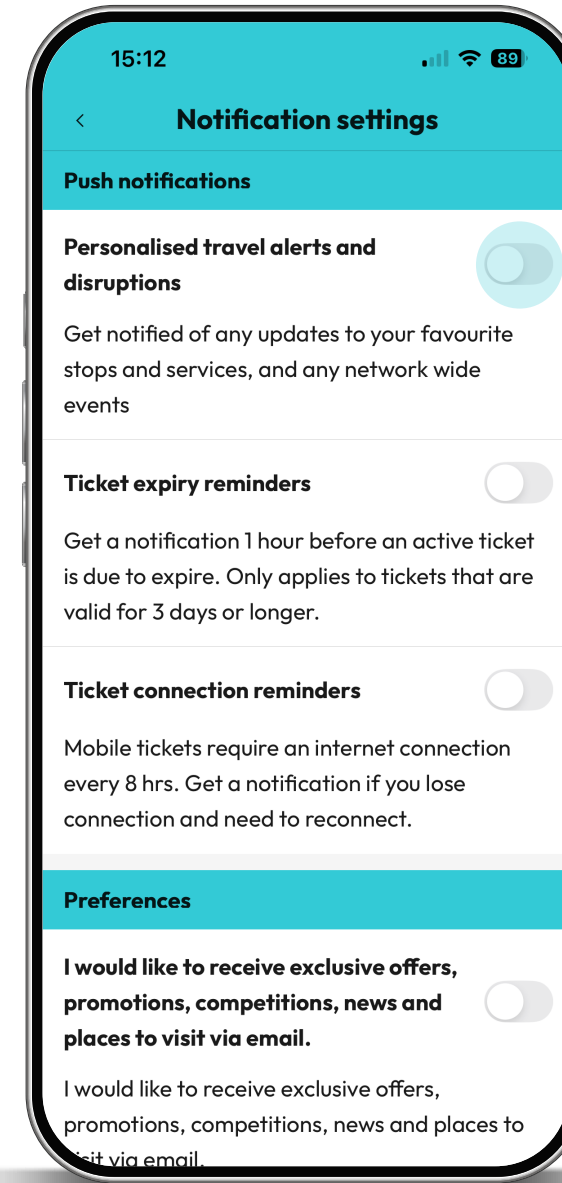 15:12
89
Notification settings
Push notifications
Personalised travel alerts and
disruptions
Get notified of any updates to your favourite
stops and services, and any network wide
events
Ticket expiry reminders
Get a notification 1 hour before an active ticket
is due to expire. Only applies to tickets that are
valid for 3 days or longer.
Ticket connection reminders
Mobile tickets require an internet connection
every 8 hrs. Get a notification if you lose
connection and need to reconnect.
Preferences
I would like to receive exclusive offers,
promotions, competitions, news and
places to visit via email.
I would like to receive exclusive offers,
promotions, competitions, news and places to
visit via email.